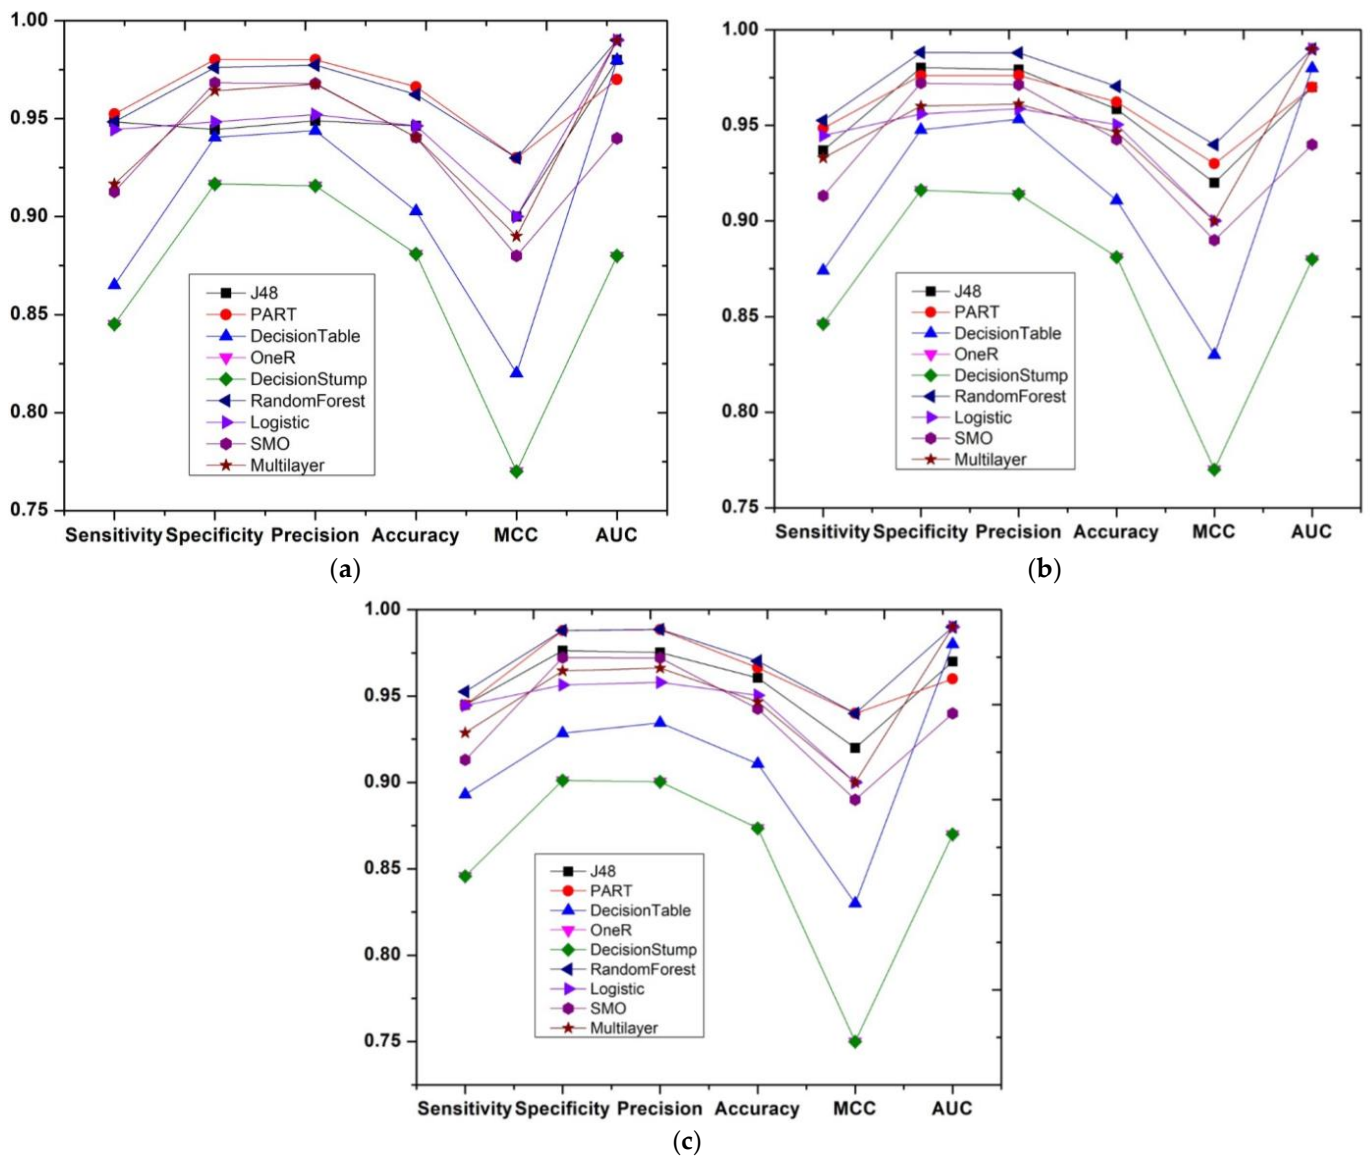 1.00
0.95
0.90
0.85
0.80
0.75
J48
PART
DecisionTable
OneR
DecisionStump
RandomForest
Logistic
SMO
Multilayer
Sensitivity Specificity Precision Accuracy MCC AUC
(a)
1.00
0.95
0.90
0.85
0.80
0.75
J48
PART
DecisionTable
OneR
DecisionStump
RandomForest
Logistic
SMO
Multilayer
Sensitivity Specificity Precision Accuracy MCC AUC
(b)
1.00
0.95
0.90
0.85
0.80
0.75
J48
PART
DecisionTable
OneR
DecisionStump
RandomForest
Logistic
SMO
Multilayer
Sensitivity Specificity Precision Accuracy MCC AUC
(c)